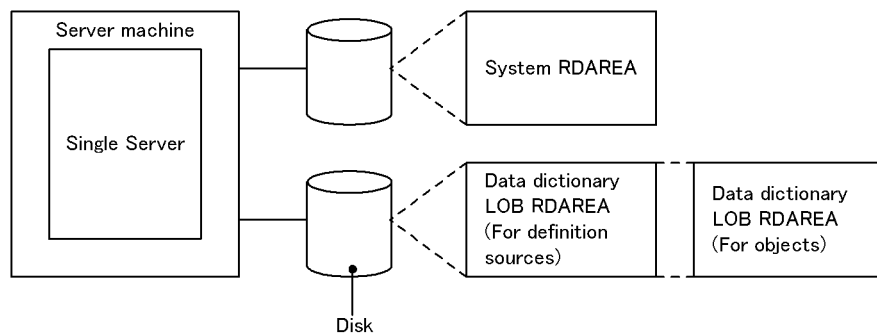 Server machine
Single Server
System RDAREA
Data dictionary
LOB RDAREA
(For definition
sources)
Data dictionary
LOB RDAREA
(For objects)
Disk